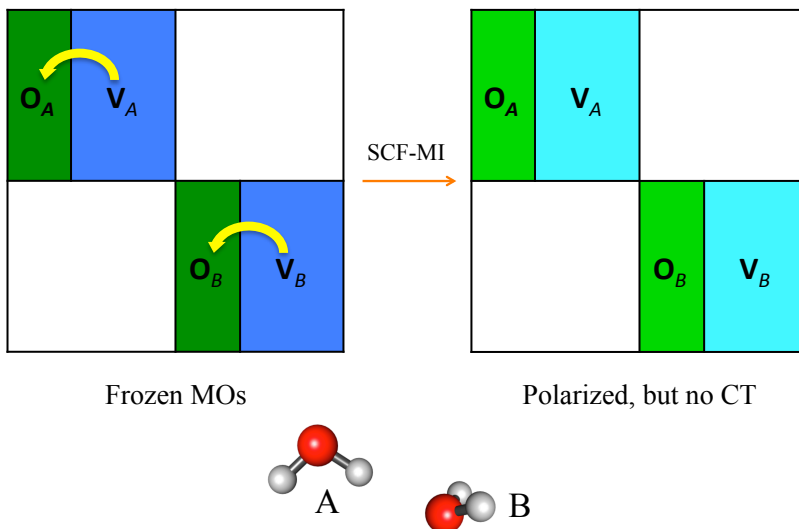 O_A V_A
O_B V_B
Frozen MOs
SCF-MI
O_A V_A
O_B V_B
Polarized, but no CT
A
B